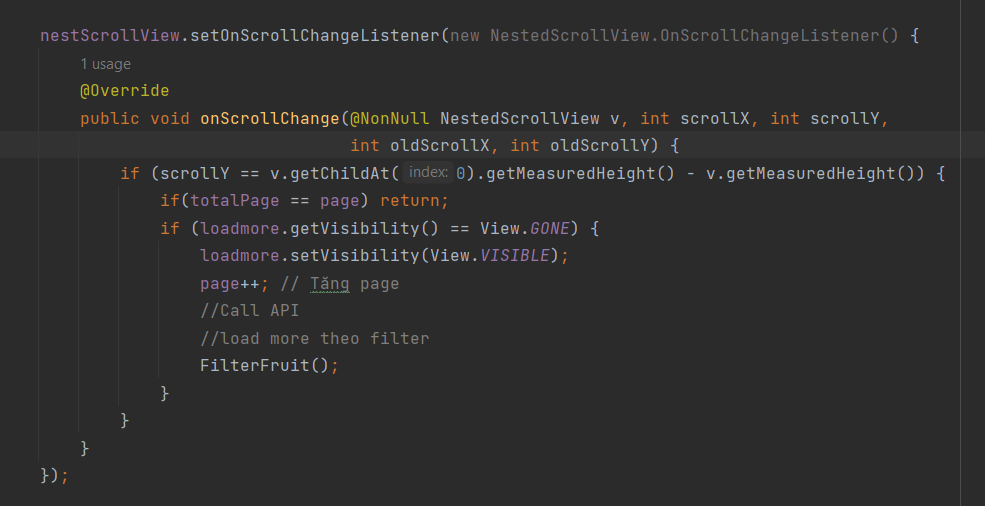 nestScrollView.setOnScrollChangeListener(new NestedScrollView.OnScrollChangeListener() {
1 usage
@Override
public void onScrollChange(@NonNull NestedScrollView v, int scrollX, int scrollY,
int oldScrollX, int oldScrollY) {
if (scrollY == v.getChildAt( index: 0).getMeasuredHeight() - v.getMeasuredHeight()) {
if(totalPage == page) return;
if (loadmore.getVisibility() == View.GONE) {
loadmore.setVisibility(View.VISIBLE);
page++; // Tăng page
//Call API
//load more theo filter
FilterFruit();
}
}
}
});